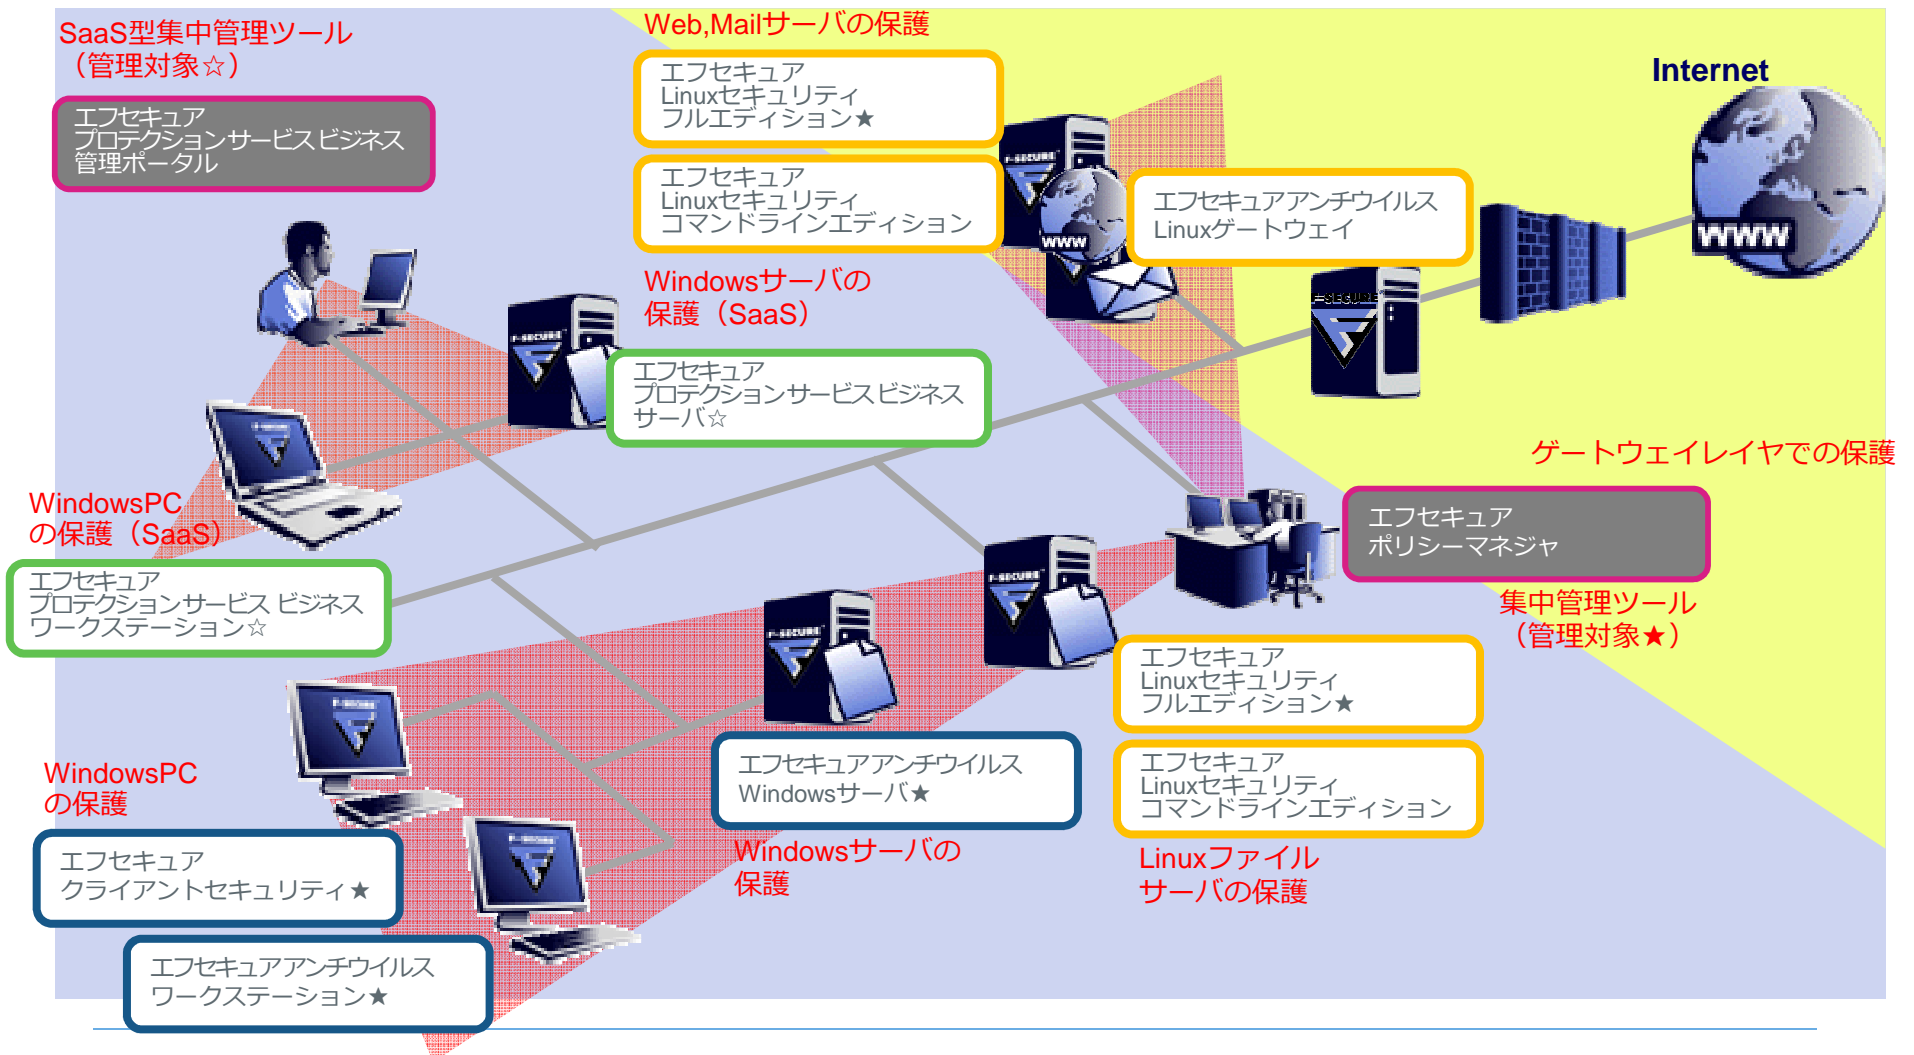 SaaS型集中管理ツール
（管理対象☆）
エフセキュア
プロテクションサービス ビジネス
管理ポータル
Web,Mailサーバの保護
エフセキュア
Linuxセキュリティ
フルエディション★
エフセキュア
Linuxセキュリティ
コマンドラインエディション
Internet
WWW
F-SECURE
WWW
エフセキュアアンチウイルス
Linuxゲートウェイ
F-SECURE
Windowsサーバの
保護（SaaS）
F-SECURE
エフセキュア
プロテクションサービス ビジネス
サーバ☆
F-SECURE
ゲートウェイレイヤでの保護
WindowsPC
の保護（SaaS）
エフセキュア
プロテクションサービス ビジネス
ワークステーション☆
エフセキュア
ポリシーマネジャ
集中管理ツール
（管理対象★）
F-SECURE
F-SECURE
エフセキュア
Linuxセキュリティ
フルエディション★
エフセキュア
Linuxセキュリティ
コマンドラインエディション
Linuxファイル
サーバの保護
F-SECURE
エフセキュアアンチウイルス
Windowsサーバ★
Windowsサーバの
保護
WindowsPC
の保護
F-SECURE
エフセキュア
クライアントセキュリティ★
エフセキュアアンチウイルス
ワークステーション★